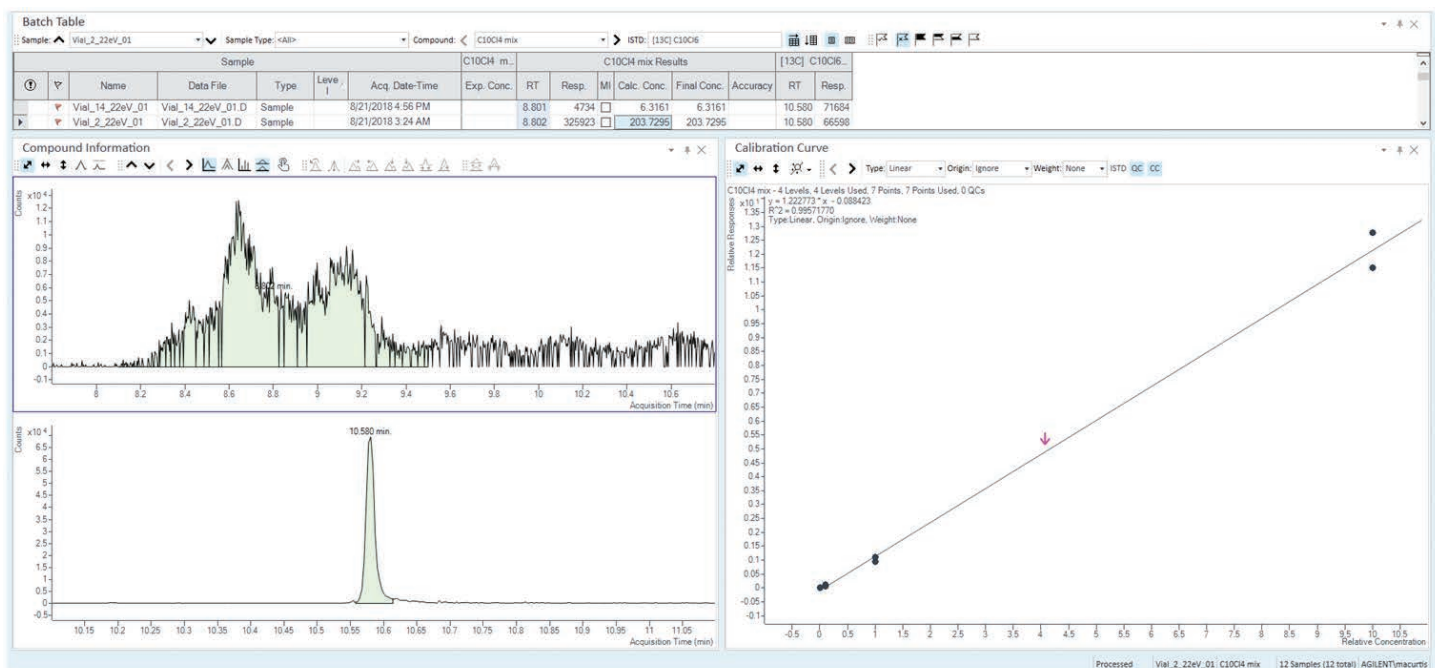 Batch Table
Sample: Vial_2_22eV_01 Sample Type: <All> Compound: C10Cl4 mix ISTD: [13C] C10Cl6
Sample C10Cl4 m... C10Cl4 mix Results [13C] C10Cl6...
Name Data File Type Level Acq. Date-Time Exp. Conc. RT Resp. MI Calc. Conc. Final Conc. Accuracy RT Resp.
Vial_14_22eV_01 Vial_14_22eV_01.D Sample 8/21/2018 4:56 PM 8.801 4734 6.3161 6.3161 10.580 71684
Vial_2_22eV_01 Vial_2_22eV_01.D Sample 8/21/2018 3:24 AM 8.802 325923 203.7295 203.7295 10.580 66598
Compound Information
Counts
x10 4
1.2
1.1
1
0.9
0.8
0.7
0.6
0.5
0.4
0.3
0.2
0.1
0
-0.1
8.802 min.
8 8.2 8.4 8.6 8.8 9 9.2 9.4 9.6 9.8 10 10.2 10.4 10.6
Acquisition Time (min)
Counts
x10 4
10.580 min.
6.5
6
5.5
5
4.5
4
3.5
3
2.5
2
1.5
1
0.5
0
-0.5
10.15 10.2 10.25 10.3 10.35 10.4 10.45 10.5 10.55 10.6 10.65 10.7 10.75 10.8 10.85 10.9 10.95 11 11.05
Acquisition Time (min)
Calibration Curve
Type: Linear Origin: Ignore Weight: None ISTD QC CC
C10Cl4 mix - 4 Levels, 4 Levels Used, 7 Points, 7 Points Used, 0 QCs
x10 1
y = 1.222773 * x - 0.088423
R^2 = 0.99571770
Type:Linear, Origin:Ignore, Weight:None
Relative Responses
1.35
1.3
1.25
1.2
1.15
1.1
1.05
1
0.95
0.9
0.85
0.8
0.75
0.7
0.65
0.6
0.55
0.5
0.45
0.4
0.35
0.3
0.25
0.2
0.15
0.1
0.05
0
-0.05
-0.1
-0.5 0 0.5 1 1.5 2 2.5 3 3.5 4 4.5 5 5.5 6 6.5 7 7.5 8 8.5 9 9.5 10 10.5
Relative Concentration
Processed Vial_2_22eV_01 C10Cl4 mix 12 Samples (12 total) AGILENT\macurtis